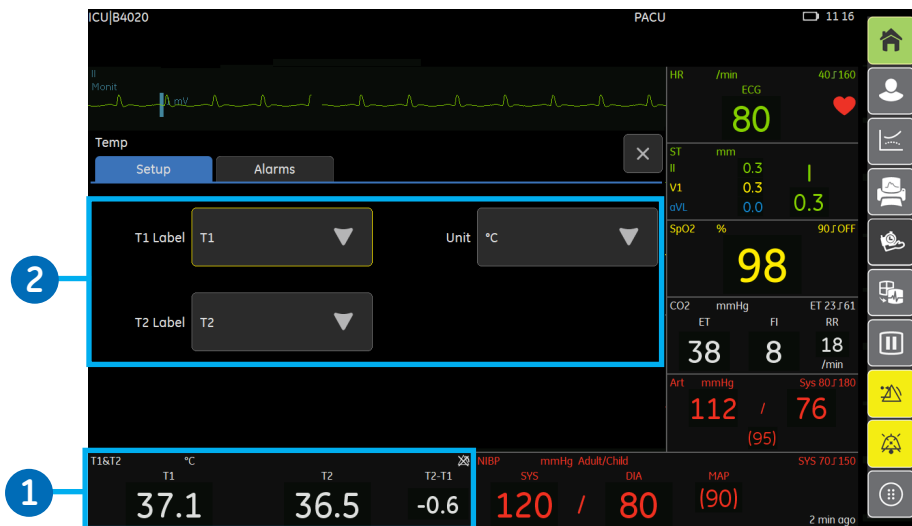 ICU|B4020 PACU 11 16
II
Monit
1 mV
HR /min 40 160
ECG
80
Temp
Setup Alarms
ST mm
II 0.3 I
V1 0.3
aVL 0.0 0.3
T1 Label T1 Unit °C
SpO2 % 90 OFF
98
2
T2 Label T2
CO2 mmHg ET 23 61
ET FI RR
38 8 18
/min
Art mmHg Sys 80 180
112 / 76
(95)
1
T1&T2 °C
T1 T2 T2-T1
37.1 36.5 -0.6
NIBP mmHg Adult/Child SYS 70 150
SYS DIA MAP
120 / 80 (90)
2 min ago